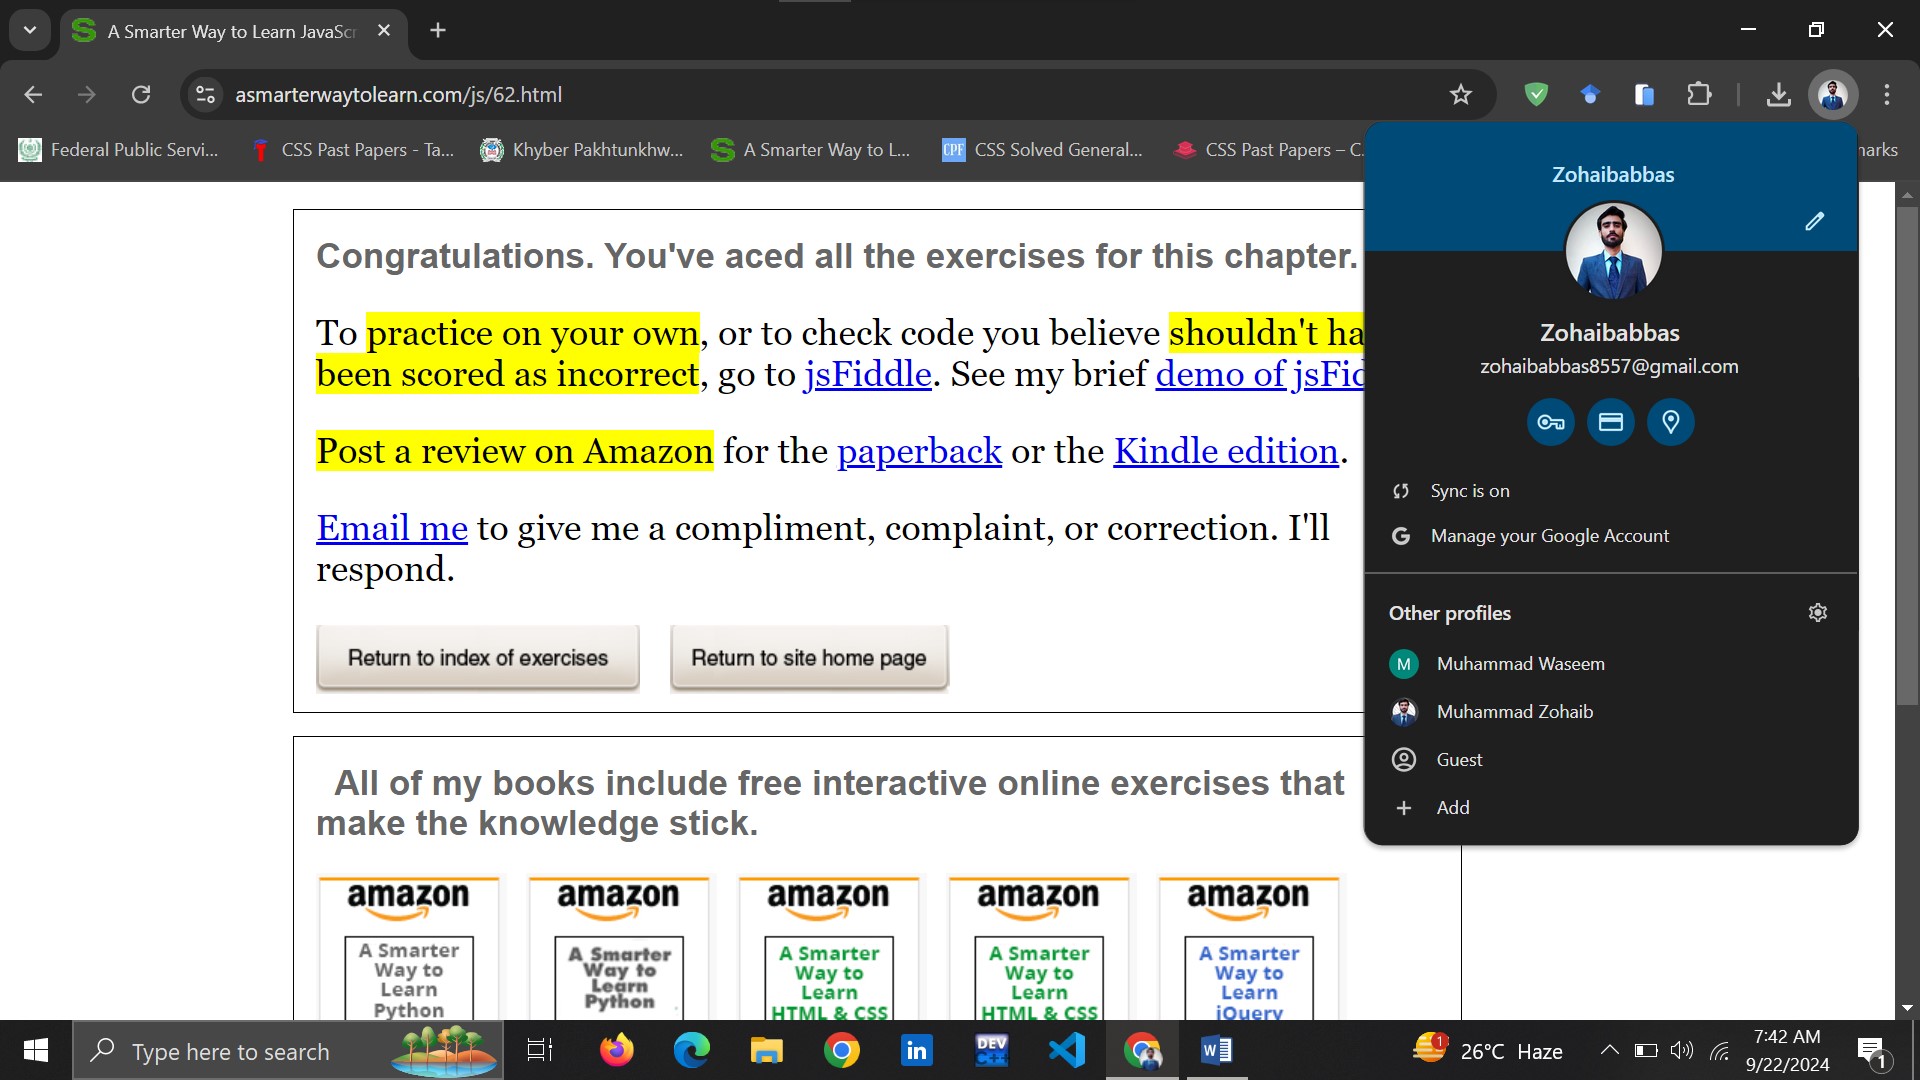 A Smarter Way to Learn JavaScr
asmarterwaytolearn.com/js/62.html
Federal Public Servi...
CSS Past Papers - Ta...
Khyber Pakhtunkhw...
A Smarter Way to L...
CPF
CSS Solved General...
CSS Past Papers – C.
narks
Congratulations. You've aced all the exercises for this chapter.
To practice on your own, or to check code you believe shouldn't ha
been scored as incorrect, go to jsFiddle. See my brief demo of jsFid
Post a review on Amazon for the paperback or the Kindle edition.
Email me to give me a compliment, complaint, or correction. I'll
respond.
Return to index of exercises
Return to site home page
All of my books include free interactive online exercises that
make the knowledge stick.
amazon
A Smarter
Way to
Learn
Python
amazon
A Smarter
Way to
Learn
Python
amazon
A Smarter
Way to
Learn
HTML & CSS
amazon
A Smarter
Way to
Learn
HTML & CSS
amazon
A Smarter
Way to
Learn
jQuery
Zohaibabbas
Zohaibabbas
zohaibabbas8557@gmail.com
Sync is on
Manage your Google Account
Other profiles
M
Muhammad Waseem
Muhammad Zohaib
Guest
Add
Type here to search
in
DEV
C++
W
1
26°C Haze
7:42 AM
9/22/2024
1